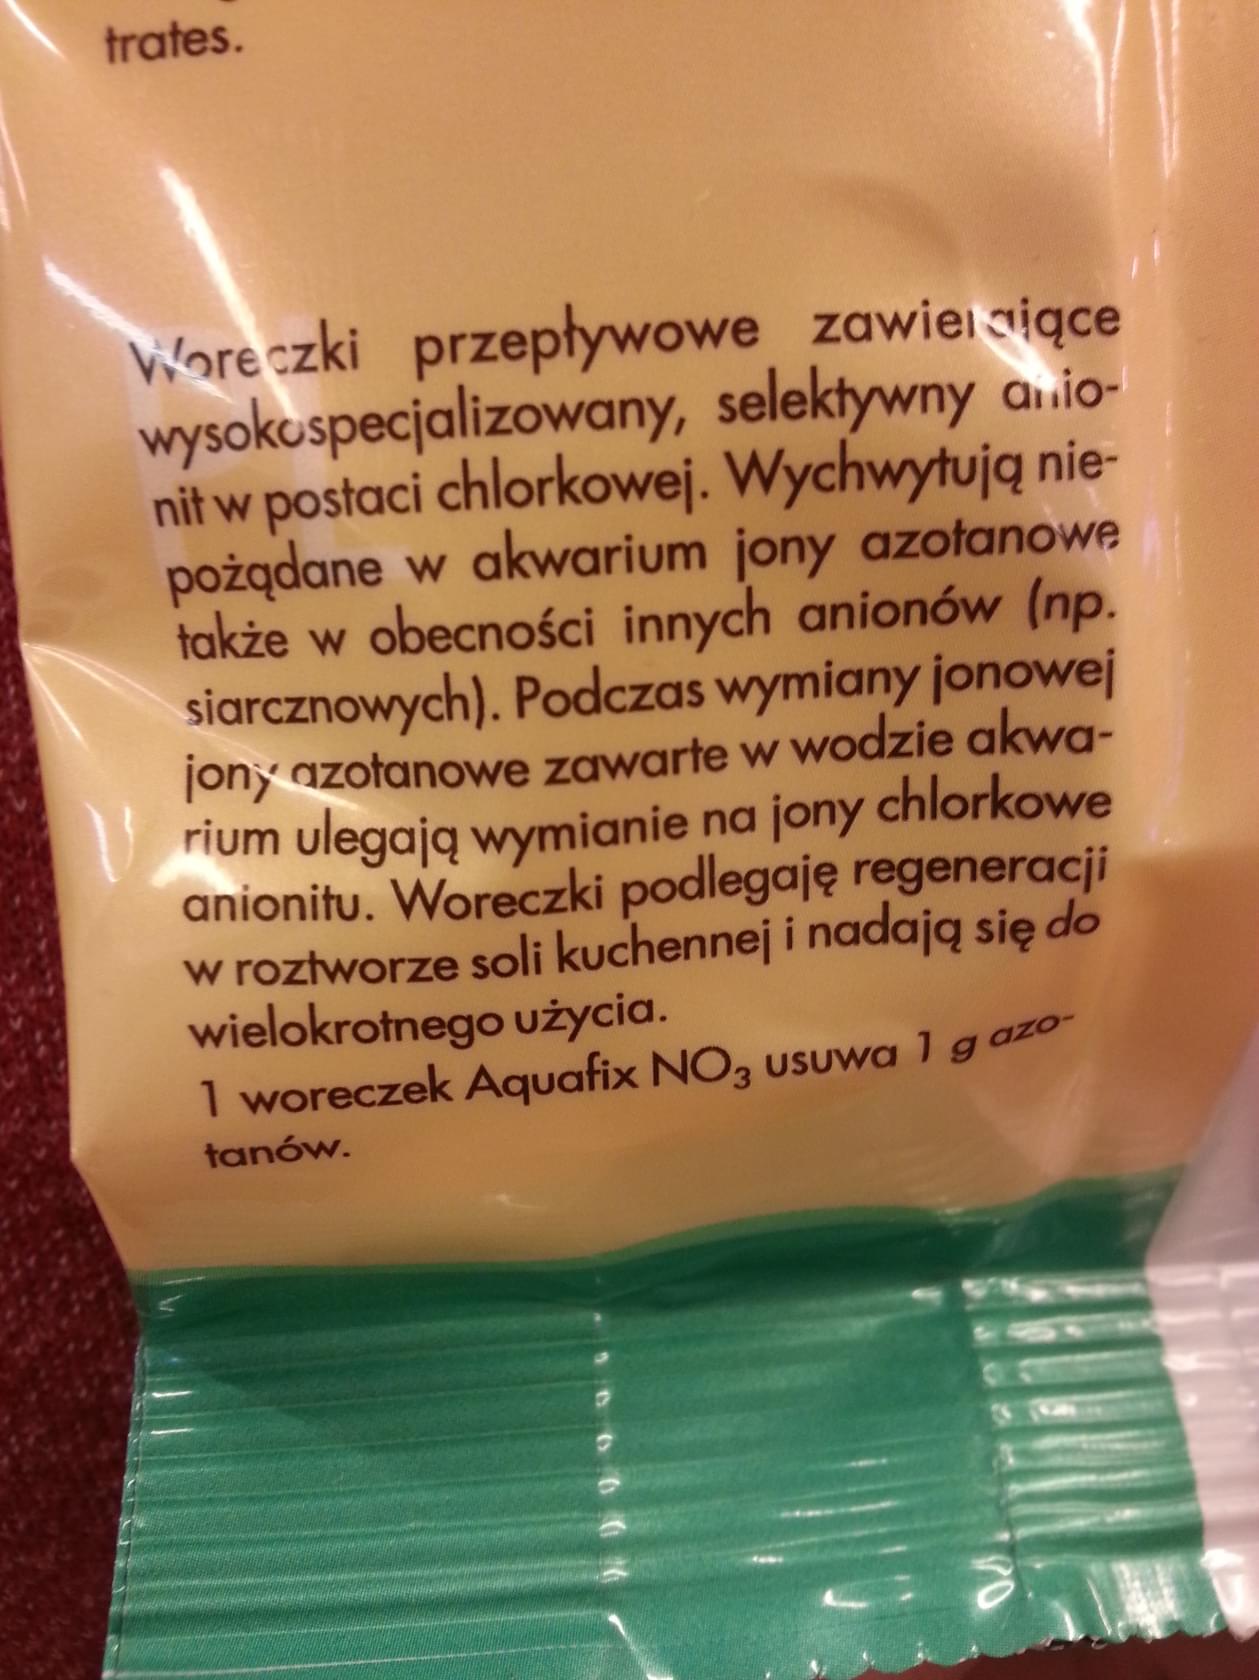 trates.
Woreczki przepływowe zawierające
wysokospecjalizowany, selektywny anio-
nit w postaci chlorkowej. Wychwytują nie-
pożądane w akwarium jony azotanowe
także w obecności innych anionów (np.
siarcznowych). Podczas wymiany jonowej
jony azotanowe zawarte w wodzie akwa-
rium ulegają wymianie na jony chlorkowe
anionitu. Woreczki podlegaję regeneracji
w roztworze soli kuchennej i nadają się do
wielokrotnego użycia.
1 woreczek Aquafix NO₃ usuwa 1 g azo-
tanów.